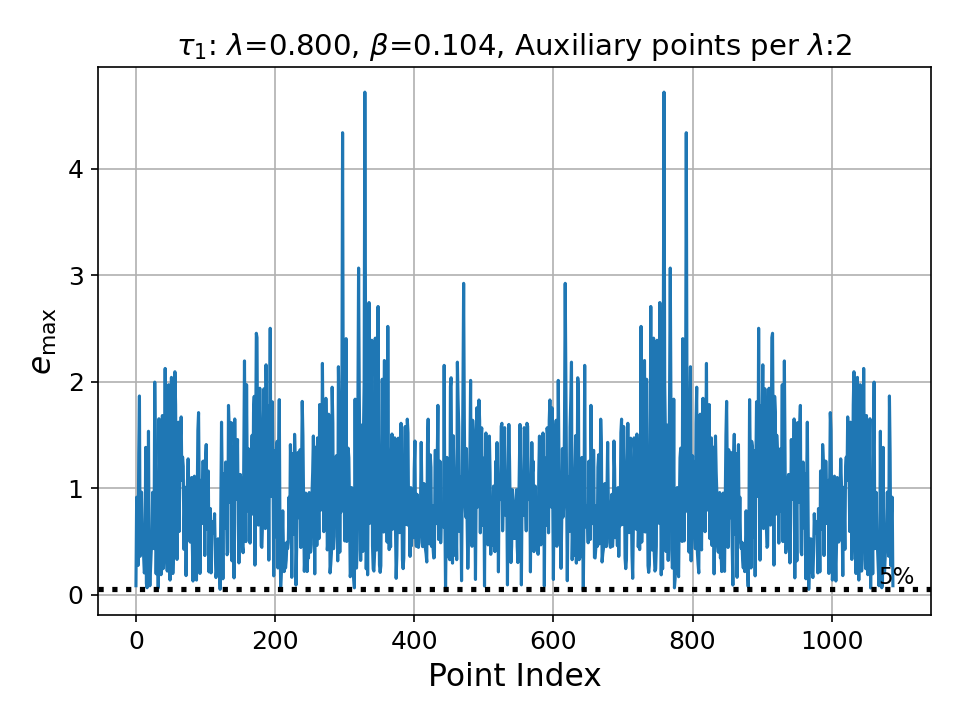 τ₁: λ=0.800, β=0.104, Auxiliary points per λ:2
4
3
2
1
0
e_max
5%
0 200 400 600 800 1000
Point Index